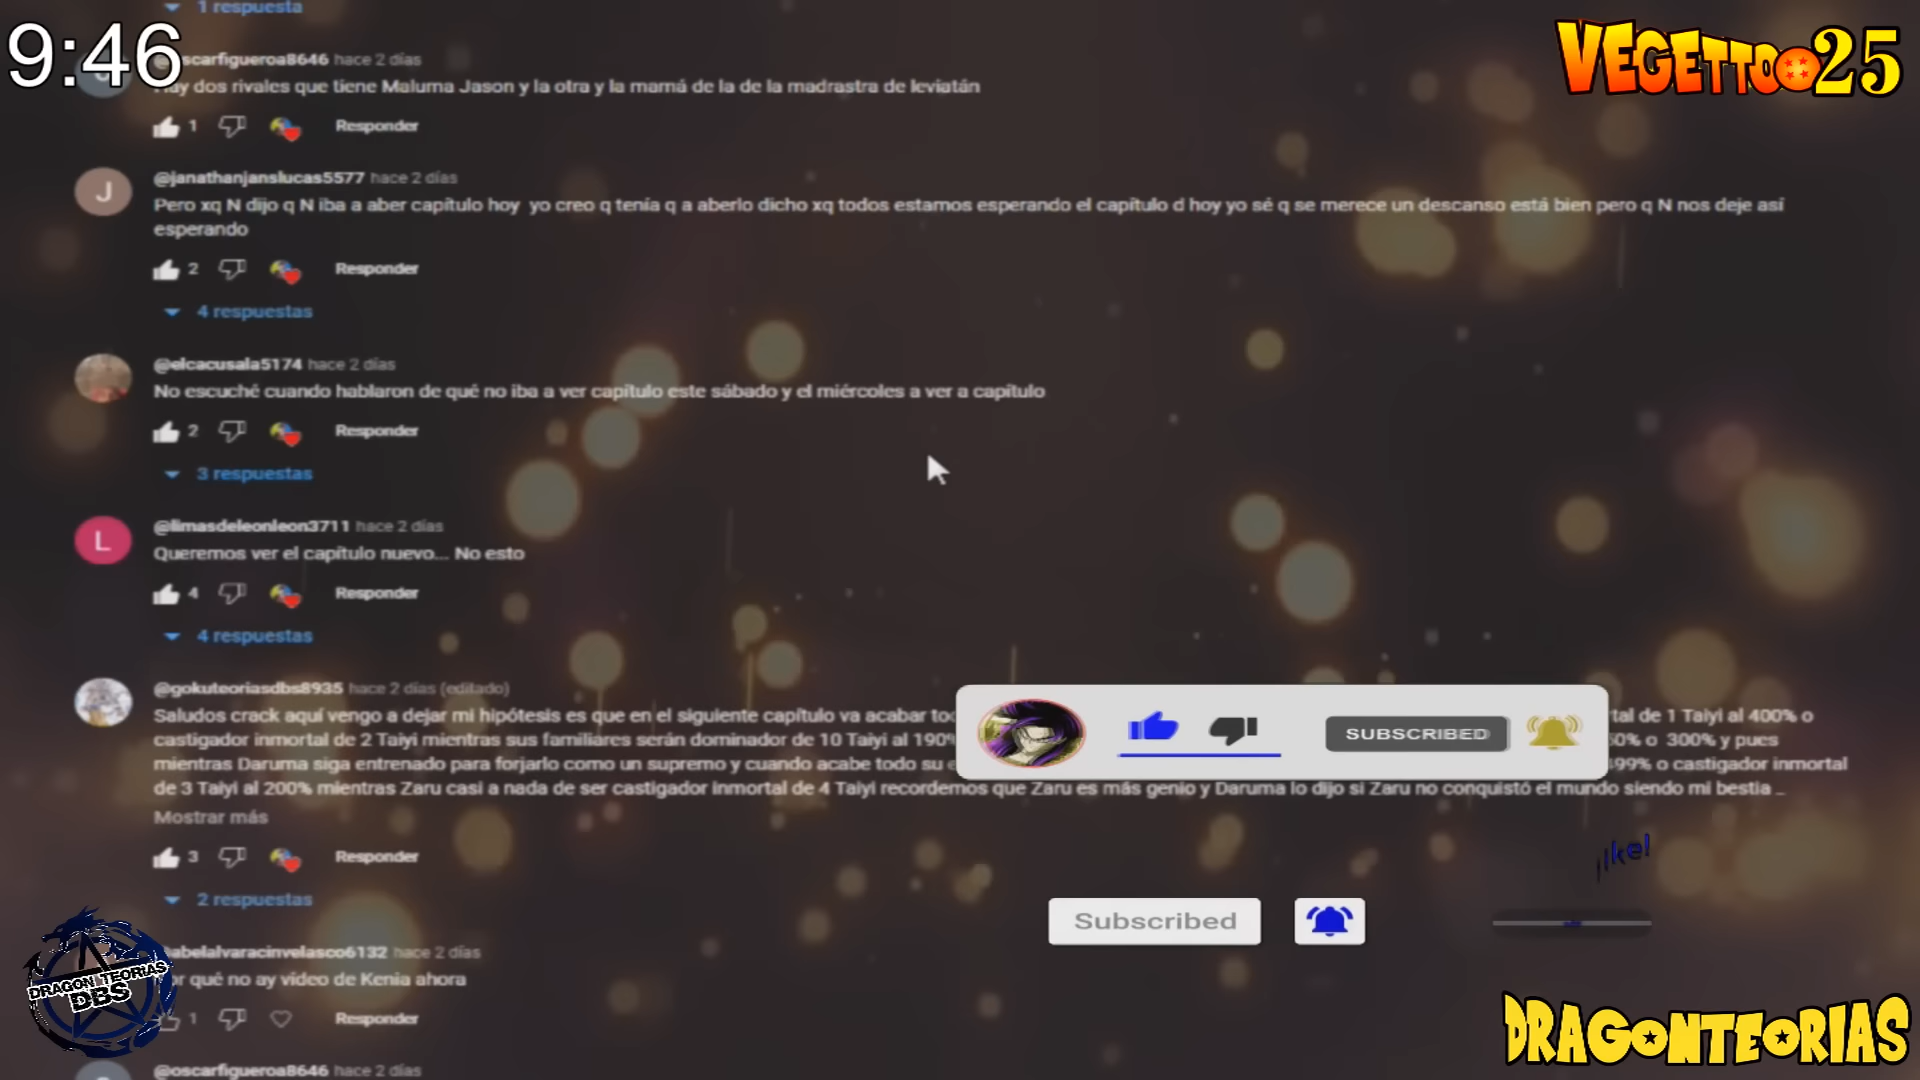 1 respuesta
9:46
VEGETTO 25
scarfigueroa8646 hace 2 días
Hay dos rivales que tiene Maluma Jason y la otra y la mamá de la de la madrastra de leviatán
1 Responder
J
@janathanjanslucas5577 hace 2 días
Pero xq N dijo q N iba a aber capítulo hoy yo creo q tenía q a aberlo dicho xq todos estamos esperando el capítulo d hoy yo sé q se merece un descanso está bien pero q N nos deje así
esperando
2 Responder
4 respuestas
@elcacusala5174 hace 2 días
No escuché cuando hablaron de qué no iba a ver capítulo este sábado y el miércoles a ver a capítulo
2 Responder
3 respuestas
L
@limasdeleonleon3711 hace 2 días
Queremos ver el capítulo nuevo... No esto
4 Responder
4 respuestas
@gokuteoriasdbs8935 hace 2 días (editado)
Saludos crack aquí vengo a dejar mi hipótesis es que en el siguiente capítulo va acabar tal de 1 Taiyi al 400% o
castigador inmortal de 2 Taiyi mientras sus familiares serán dominador de 10 Taiyi al 190% 50% o 300% y pues
mientras Daruma siga entrenado para forjarlo como un supremo y cuando acabe todo su 499% o castigador inmortal
de 3 Taiyi al 200% mientras Zaru casi a nada de ser castigador inmortal de 4 Taiyi recordemos que Zaru es más genio y Daruma lo dijo si Zaru no conquistó el mundo siendo mi bestia ..
Mostrar más
SUBSCRIBED
3 Responder
like!
2 respuestas
Subscribed
abelalvaracinvelasco6132 hace 2 días
or qué no ay video de Kenia ahora
DRAGON TEORIAS
DBS
1 Responder
DRAGONTEORIAS
@oscarfigueroa8646 hace 2 días